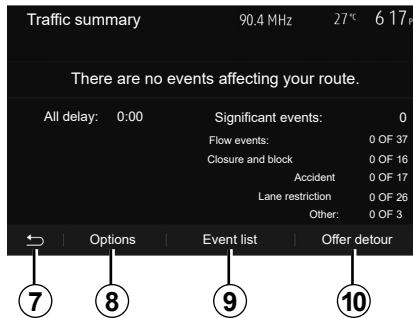 Traffic summary 90.4 MHz 27°C 6 17 P
There are no events affecting your route.
All delay: 0:00 Significant events: 0
Flow events: 0 OF 37
Closure and block 0 OF 16
Accident 0 OF 17
Lane restriction 0 OF 26
Other: 0 OF 3
Options Event list Offer detour
7 8 9 10